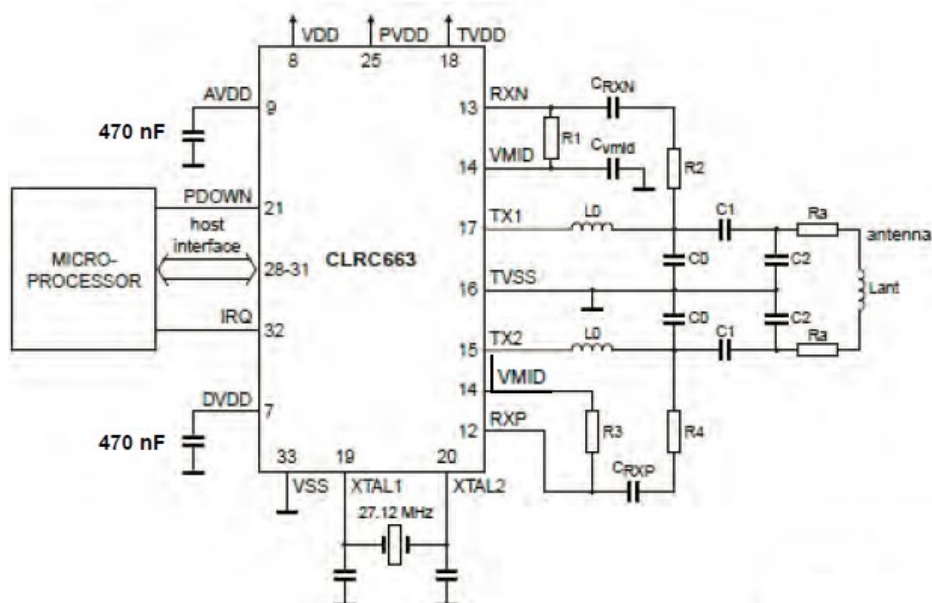 VDD PVDD TVDD
8 25 18
AVDD
9
470 nF
13 RXN
CRXN
R1
VMID
14
Cvmid
R2
MICRO-
PROCESSOR
PDOWN
21
host
interface
28-31
CLRC663
IRQ
32
17 TX1
L0
C1
Ra
antenna
C0
C2
16 TVSS
Lant
C0
C2
15 TX2
L0
C1
Ra
VMID
14
RXP
12
R3
R4
CRXP
DVDD
7
470 nF
33 19 20
VSS XTAL1 XTAL2
27.12 MHz